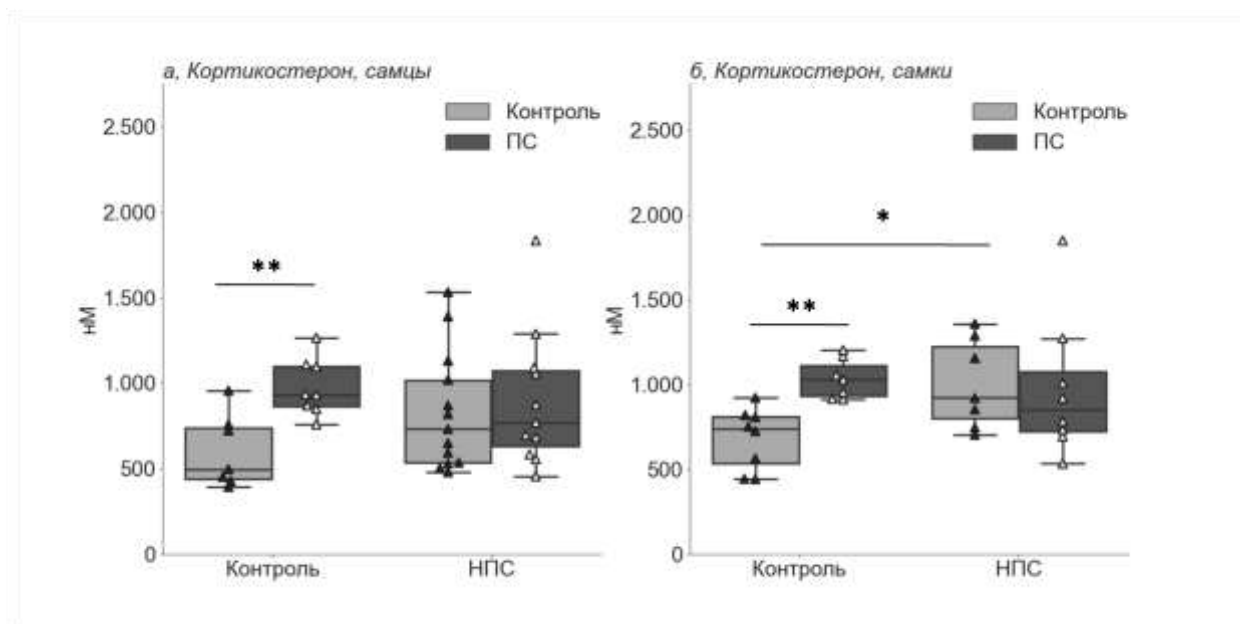 а, Кортикостерон, самцы
Контроль
ПС
2.500
2.000
1.500
1.000
500
0
нМ
**
Контроль
НПС
б, Кортикостерон, самки
Контроль
ПС
2.500
2.000
1.500
1.000
500
0
нМ
*
**
Контроль
НПС